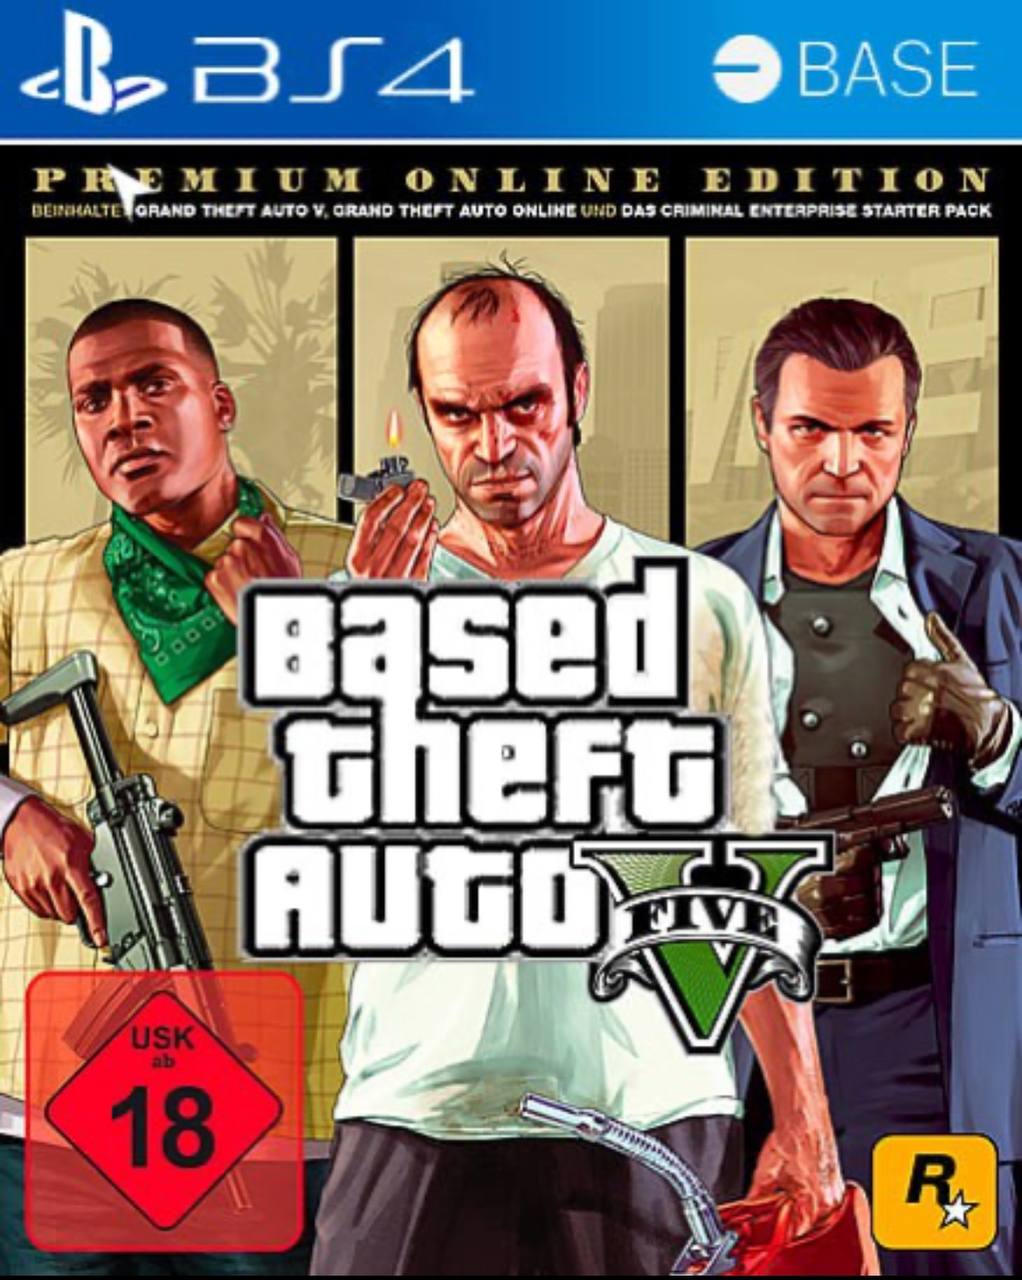 BS4
BASE
PREMIUM ONLINE EDITION
BEINHALTET GRAND THEFT AUTO V, GRAND THEFT AUTO ONLINE UND DAS CRIMINAL ENTERPRISE STARTER PACK
Based
theft
auto V
FIVE
USK
ab
18
R